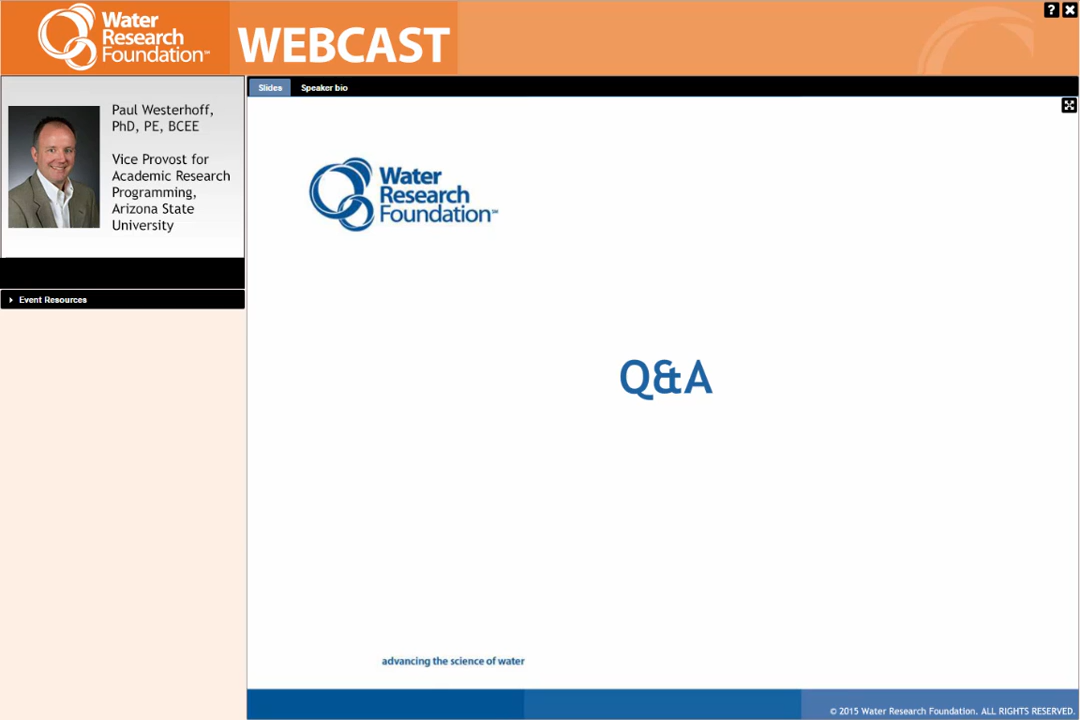 Water
Research
Foundation℠
WEBCAST
?
Paul Westerhoff,
PhD, PE, BCEE
Vice Provost for
Academic Research
Programming,
Arizona State
University
Event Resources
Slides
Speaker bio
Water
Research
Foundation℠
Q&A
advancing the science of water
© 2015 Water Research Foundation. ALL RIGHTS RESERVED.